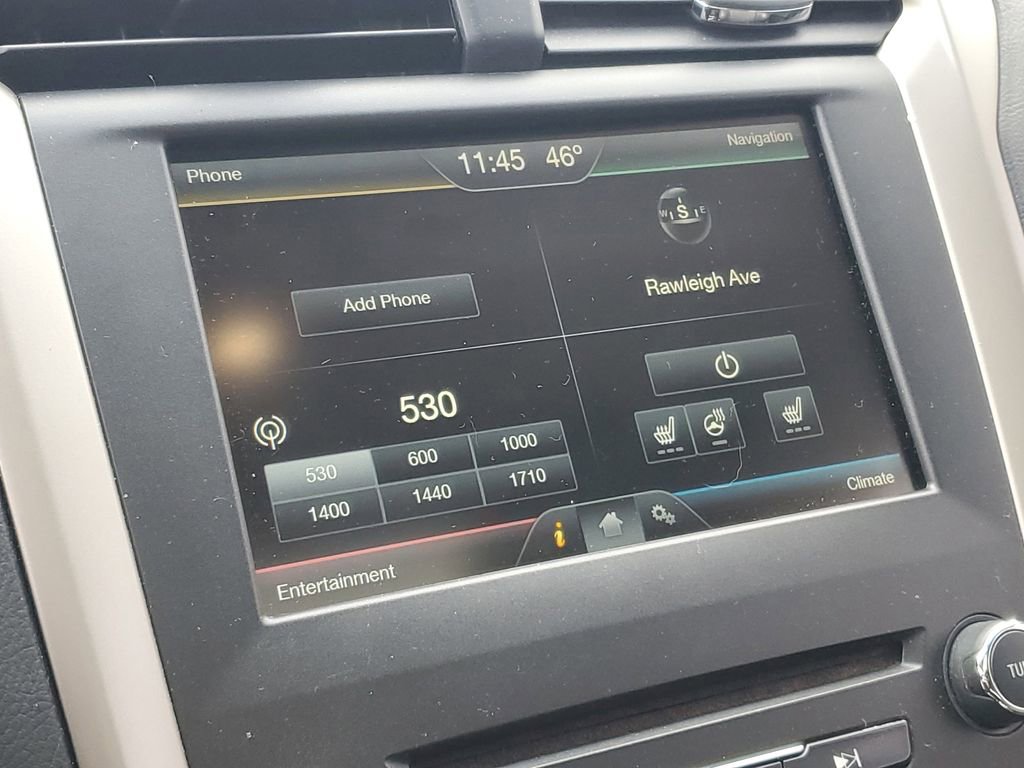 Phone
11:45 46°
Navigation
W S E
Add Phone
Rawleigh Ave
530
530 600 1000
1400 1440 1710
i
Climate
Entertainment